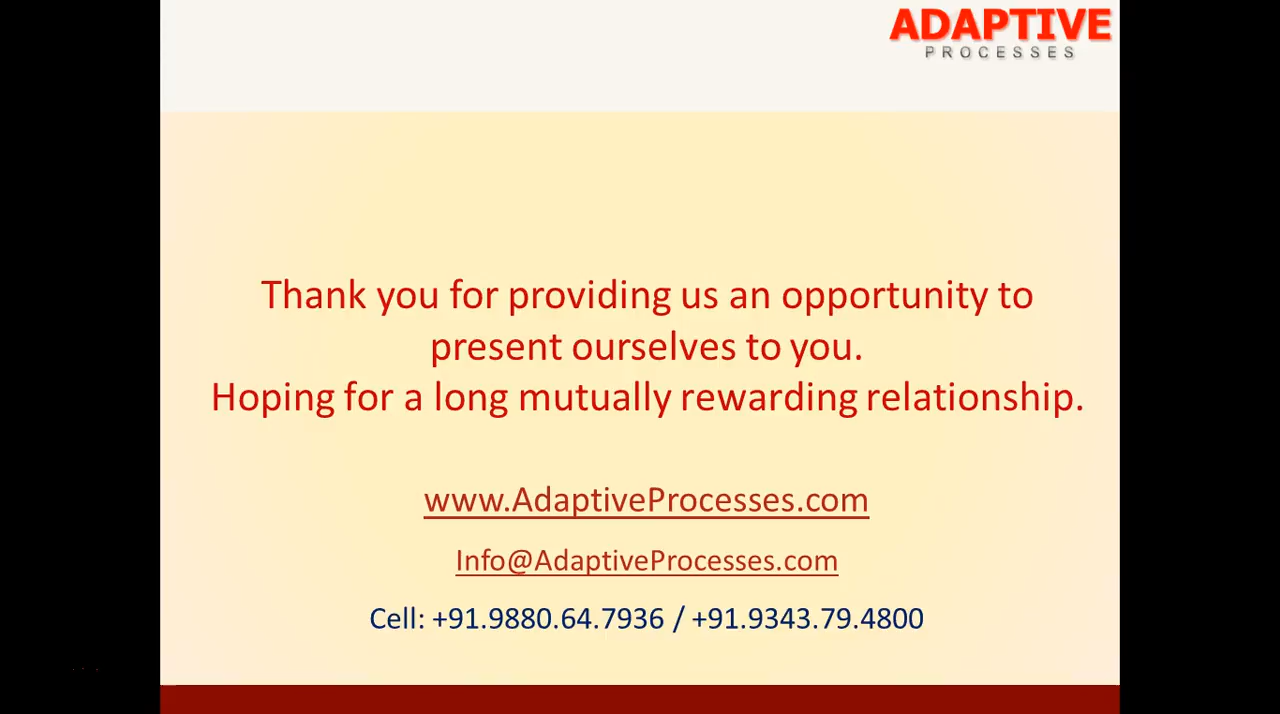 ADAPTIVE
PROCESSES
Thank you for providing us an opportunity to
present ourselves to you.
Hoping for a long mutually rewarding relationship.
www.AdaptiveProcesses.com
Info@AdaptiveProcesses.com
Cell: +91.9880.64.7936 / +91.9343.79.4800